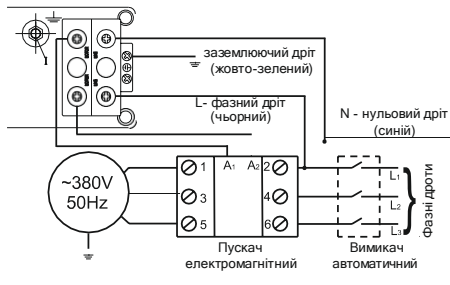 заземлюючий дріт
(жовто-зелений)
I
L- фазний дріт
(чорний)
N - нульовий дріт
(синій)
~380V
50Hz
1 A1 A2 2
3 4
5 6
L1
L2
L3
Фазні дроти
Пускач
електромагнітний
Вимикач
автоматичний